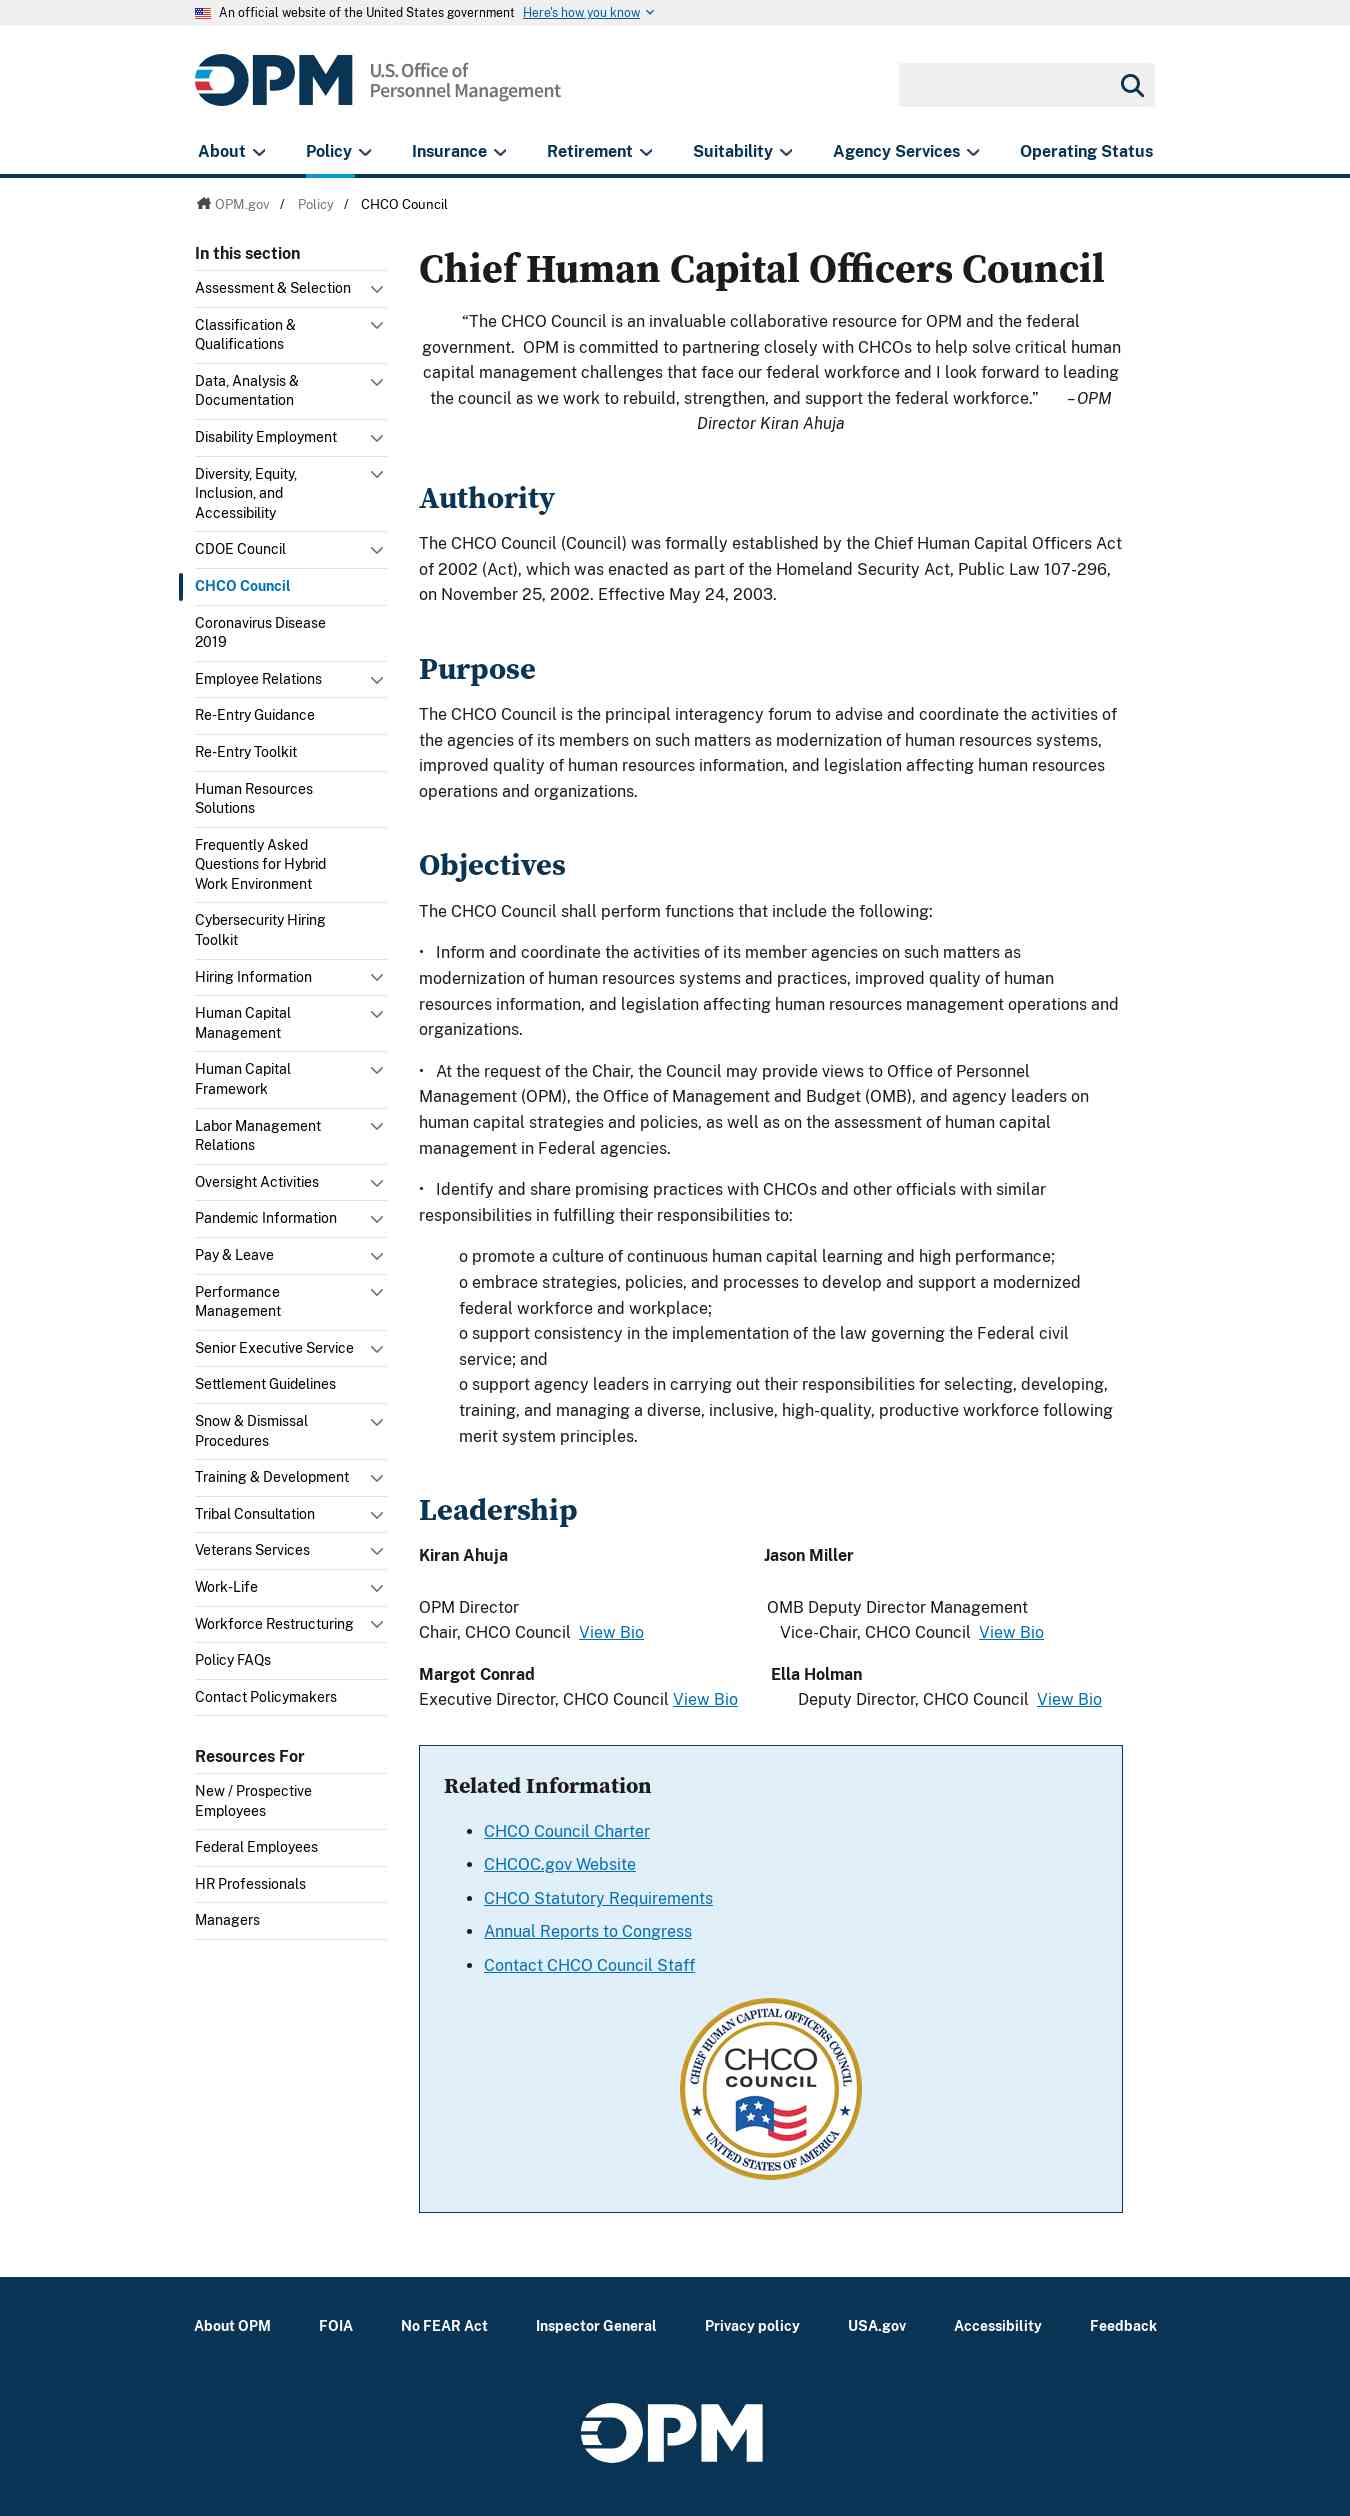 An official website of the United States government Here's how you know
OPM U.S. Office of
Personnel Management
About Policy Insurance Retirement Suitability Agency Services Operating Status
OPM.gov / Policy / CHCO Council
In this section
Assessment & Selection
Classification &
Qualifications
Data, Analysis &
Documentation
Disability Employment
Diversity, Equity,
Inclusion, and
Accessibility
CDOE Council
CHCO Council
Coronavirus Disease
2019
Employee Relations
Re-Entry Guidance
Re-Entry Toolkit
Human Resources
Solutions
Frequently Asked
Questions for Hybrid
Work Environment
Cybersecurity Hiring
Toolkit
Hiring Information
Human Capital
Management
Human Capital
Framework
Labor Management
Relations
Oversight Activities
Pandemic Information
Pay & Leave
Performance
Management
Senior Executive Service
Settlement Guidelines
Snow & Dismissal
Procedures
Training & Development
Tribal Consultation
Veterans Services
Work-Life
Workforce Restructuring
Policy FAQs
Contact Policymakers
Resources For
New / Prospective
Employees
Federal Employees
HR Professionals
Managers
Chief Human Capital Officers Council
“The CHCO Council is an invaluable collaborative resource for OPM and the federal
government.  OPM is committed to partnering closely with CHCOs to help solve critical human
capital management challenges that face our federal workforce and I look forward to leading
the council as we work to rebuild, strengthen, and support the federal workforce.” – OPM
Director Kiran Ahuja
Authority
The CHCO Council (Council) was formally established by the Chief Human Capital Officers Act
of 2002 (Act), which was enacted as part of the Homeland Security Act, Public Law 107-296,
on November 25, 2002. Effective May 24, 2003.
Purpose
The CHCO Council is the principal interagency forum to advise and coordinate the activities of
the agencies of its members on such matters as modernization of human resources systems,
improved quality of human resources information, and legislation affecting human resources
operations and organizations.
Objectives
The CHCO Council shall perform functions that include the following:
• Inform and coordinate the activities of its member agencies on such matters as
modernization of human resources systems and practices, improved quality of human
resources information, and legislation affecting human resources management operations and
organizations.
• At the request of the Chair, the Council may provide views to Office of Personnel
Management (OPM), the Office of Management and Budget (OMB), and agency leaders on
human capital strategies and policies, as well as on the assessment of human capital
management in Federal agencies.
• Identify and share promising practices with CHCOs and other officials with similar
responsibilities in fulfilling their responsibilities to:
o promote a culture of continuous human capital learning and high performance;
o embrace strategies, policies, and processes to develop and support a modernized
federal workforce and workplace;
o support consistency in the implementation of the law governing the Federal civil
service; and
o support agency leaders in carrying out their responsibilities for selecting, developing,
training, and managing a diverse, inclusive, high-quality, productive workforce following
merit system principles.
Leadership
Kiran Ahuja Jason Miller
OPM Director OMB Deputy Director Management
Chair, CHCO Council View Bio Vice-Chair, CHCO Council View Bio
Margot Conrad Ella Holman
Executive Director, CHCO Council View Bio Deputy Director, CHCO Council View Bio
Related Information
• CHCO Council Charter
• CHCOC.gov Website
• CHCO Statutory Requirements
• Annual Reports to Congress
• Contact CHCO Council Staff
CHIEF HUMAN CAPITAL OFFICERS COUNCIL
CHCO
COUNCIL
UNITED STATES OF AMERICA
About OPM FOIA No FEAR Act Inspector General Privacy policy USA.gov Accessibility Feedback
OPM